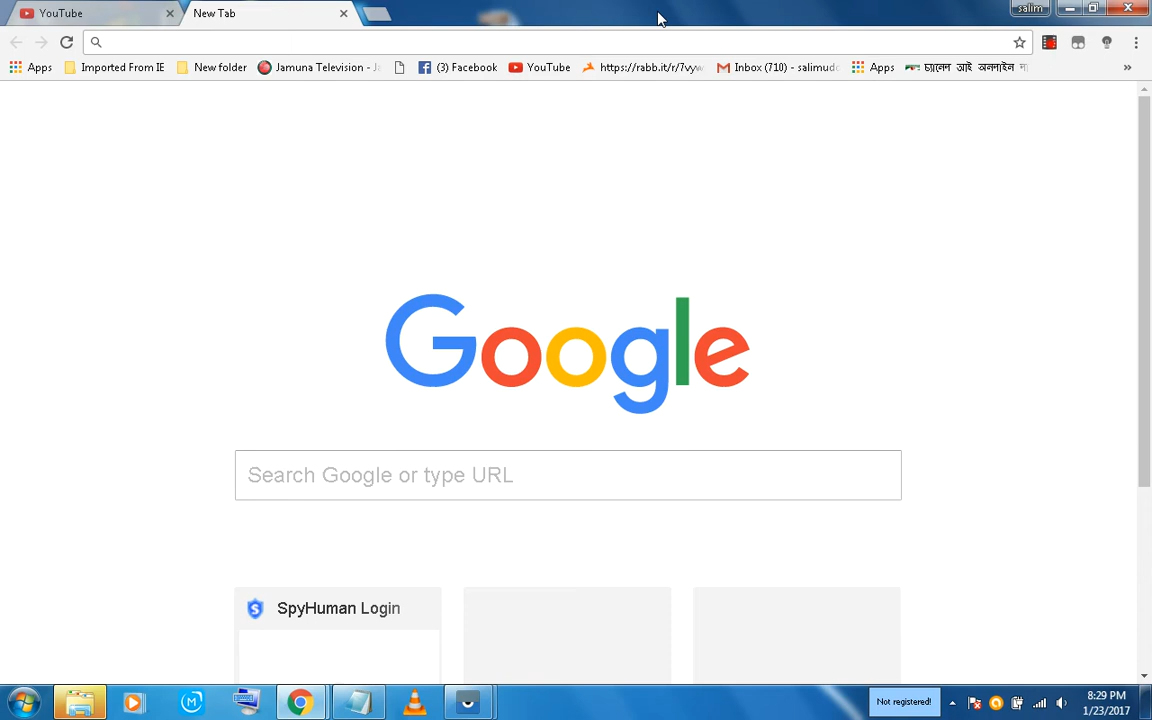 YouTube
New Tab
salim
Apps
Imported From IE
New folder
Jamuna Television - Ja
(3) Facebook
YouTube
https://rabb.it/r/7vyw
Inbox (710) - salimudd
Apps
চ্যানেল আই অনলাইন
»
Google
Search Google or type URL
SpyHuman Login
Not registered!
8:29 PM
1/23/2017